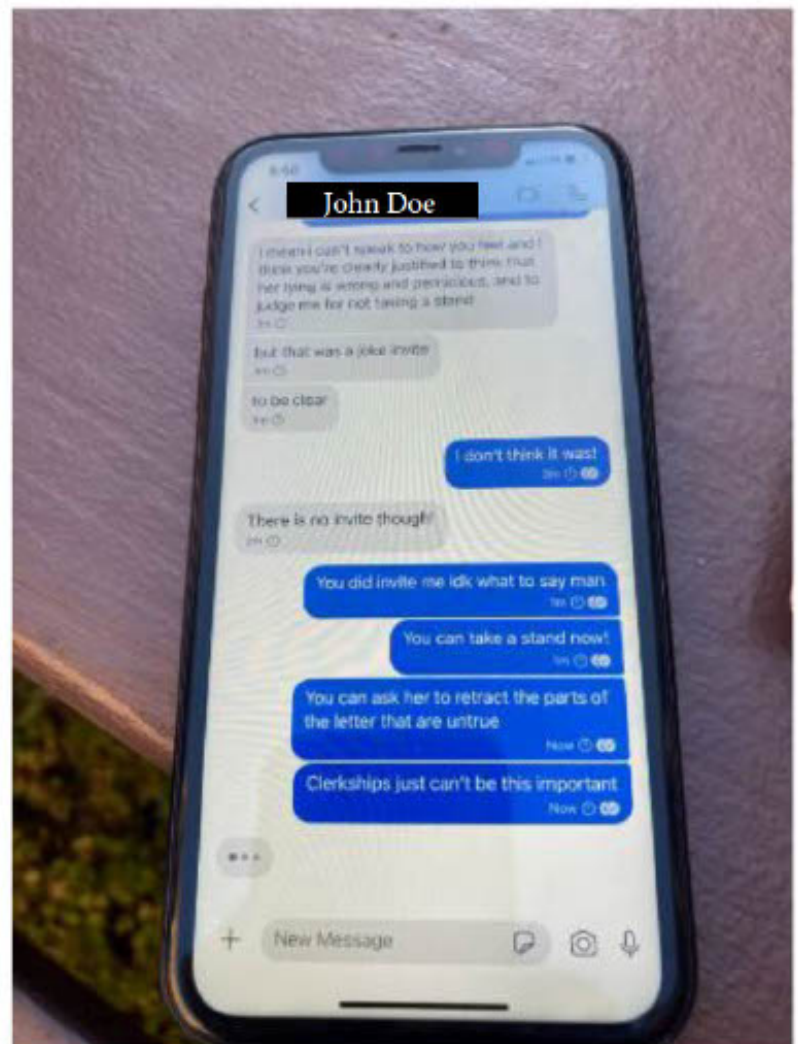 John Doe
I mean I can't speak to how you feel and I
think you're clearly justified to think that
her lying is wrong and pernicious, and to
judge me for not taking a stand
but that was a joke invite
to be clear
I don't think it was!
There is no invite though!
2m
You did invite me idk what to say man
1m
You can take a stand now!
1m
You can ask her to retract the parts of
the letter that are untrue
Now
Clerkships just can't be this important
Now
New Message